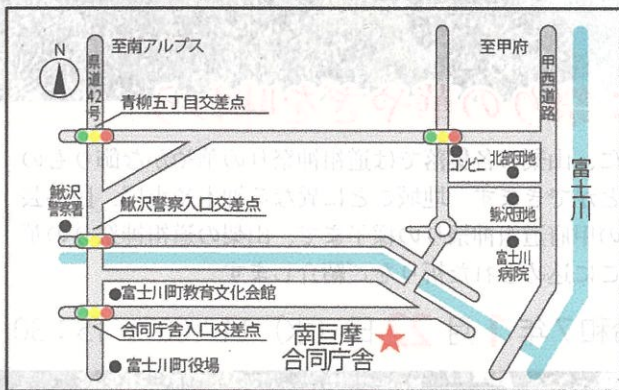 N
至南アルプス
県道42号
青柳五丁目交差点
至甲府
甲西道路
コンビニ
北部団地
鰍沢団地
富士川
病院
富士川
鰍沢
警察署
鰍沢警察入口交差点
富士川町教育文化会館
合同庁舎入口交差点
南巨摩
合同庁舎
富士川町役場